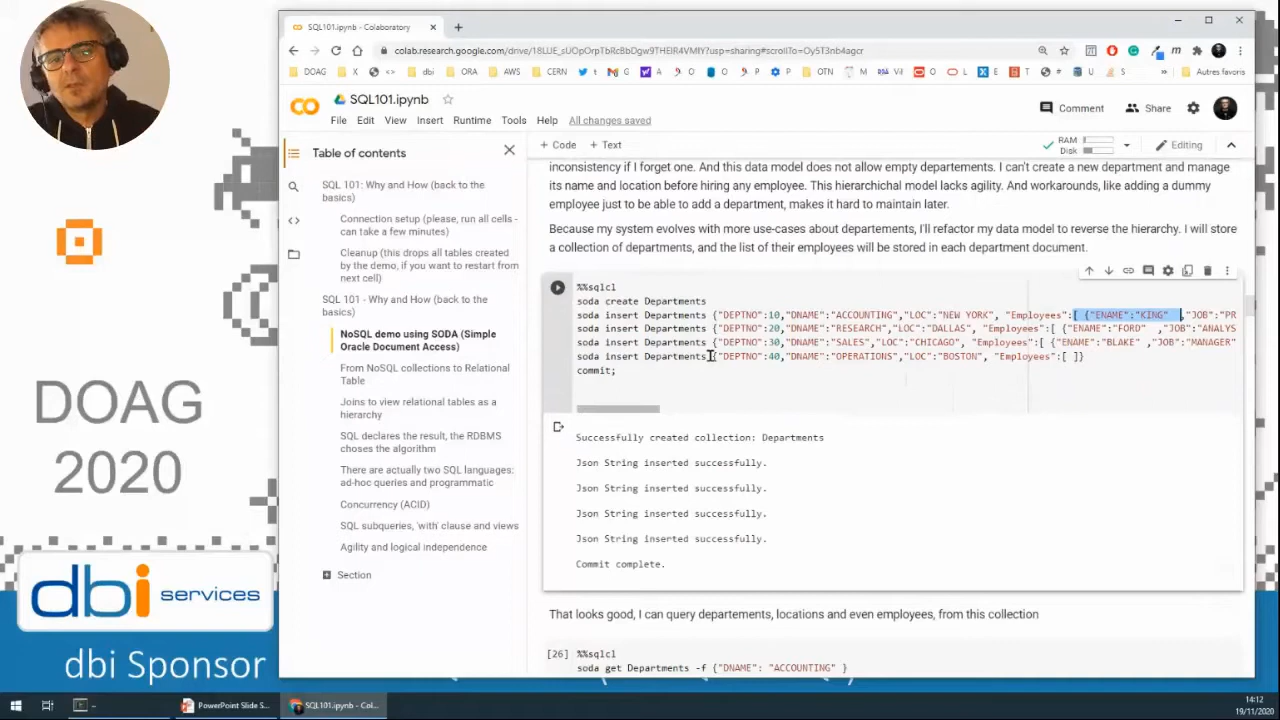 SQL101.ipynb - Colaboratory
colab.research.google.com/drive/
DOAG X dbi ORA AWS CERN OTN Autres favoris
SQL101.ipynb
Comment Share
File Edit View Insert Runtime Tools Help All changes saved
+ Code + Text
RAM
Disk
Editing
Table of contents
SQL 101: Why and How (back to the
basics)
Connection setup (please, run all cells -
can take a few minutes)
Cleanup (this drops all tables created
by the demo, if you want to restart from
next cell)
SQL 101 - Why and How (back to the
basics)
NoSQL demo using SODA (Simple
Oracle Document Access)
From NoSQL collections to Relational
Table
Joins to view relational tables as a
hierarchy
SQL declares the result, the RDBMS
choses the algorithm
There are actually two SQL languages:
ad-hoc queries and programmatic
Concurrency (ACID)
SQL subqueries, 'with' clause and views
Agility and logical independence
Section
inconsistency if I forget one. And this data model does not allow empty departements. I can't create a new department and manage
its name and location before hiring any employee. This hierarchichal model lacks agility. And workarounds, like adding a dummy
employee just to be able to add a department, makes it hard to maintain later.
Because my system evolves with more use-cases about departements, I'll refactor my data model to reverse the hierarchy. I will store
a collection of departments, and the list of their employees will be stored in each department document.
%%sqlcl
soda create Departments
soda insert Departments {"DEPTNO":10,"DNAME":"ACCOUNTING","LOC":"NEW YORK", "Employees":[ {"ENAME":"KING" ,"JOB":"PR
soda insert Departments {"DEPTNO":20,"DNAME":"RESEARCH","LOC":"DALLAS", "Employees":[ {"ENAME":"FORD" ,"JOB":"ANALYS
soda insert Departments {"DEPTNO":30,"DNAME":"SALES","LOC":"CHICAGO", "Employees":[ {"ENAME":"BLAKE" ,"JOB":"MANAGER"
soda insert Departments {"DEPTNO":40,"DNAME":"OPERATIONS","LOC":"BOSTON", "Employees":[ ]}
commit;
Successfully created collection: Departments
Json String inserted successfully.
Json String inserted successfully.
Json String inserted successfully.
Json String inserted successfully.
Commit complete.
That looks good, I can query departements, locations and even employees, from this collection
[26]
%%sqlcl
soda get Departments -f {"DNAME": "ACCOUNTING" }
DOAG
2020
dbi services
dbi Sponsor
PowerPoint Slide S...
SQL101.ipynb - Col...
14:12
19/11/2020